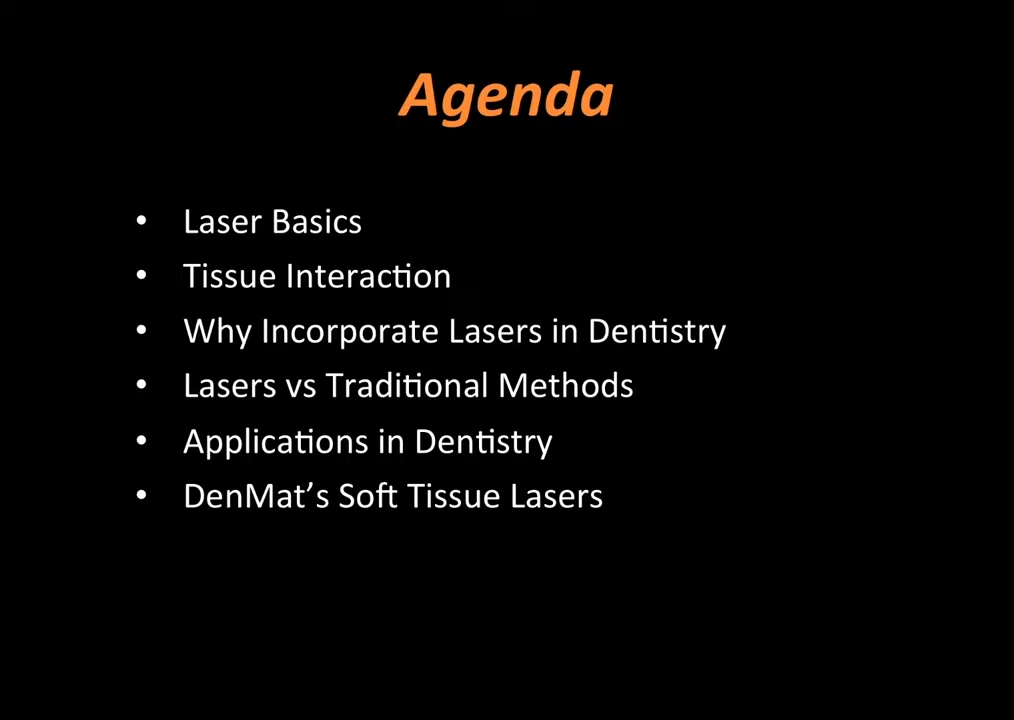 Agenda
• Laser Basics
• Tissue Interaction
• Why Incorporate Lasers in Dentistry
• Lasers vs Traditional Methods
• Applications in Dentistry
• DenMat’s Soft Tissue Lasers